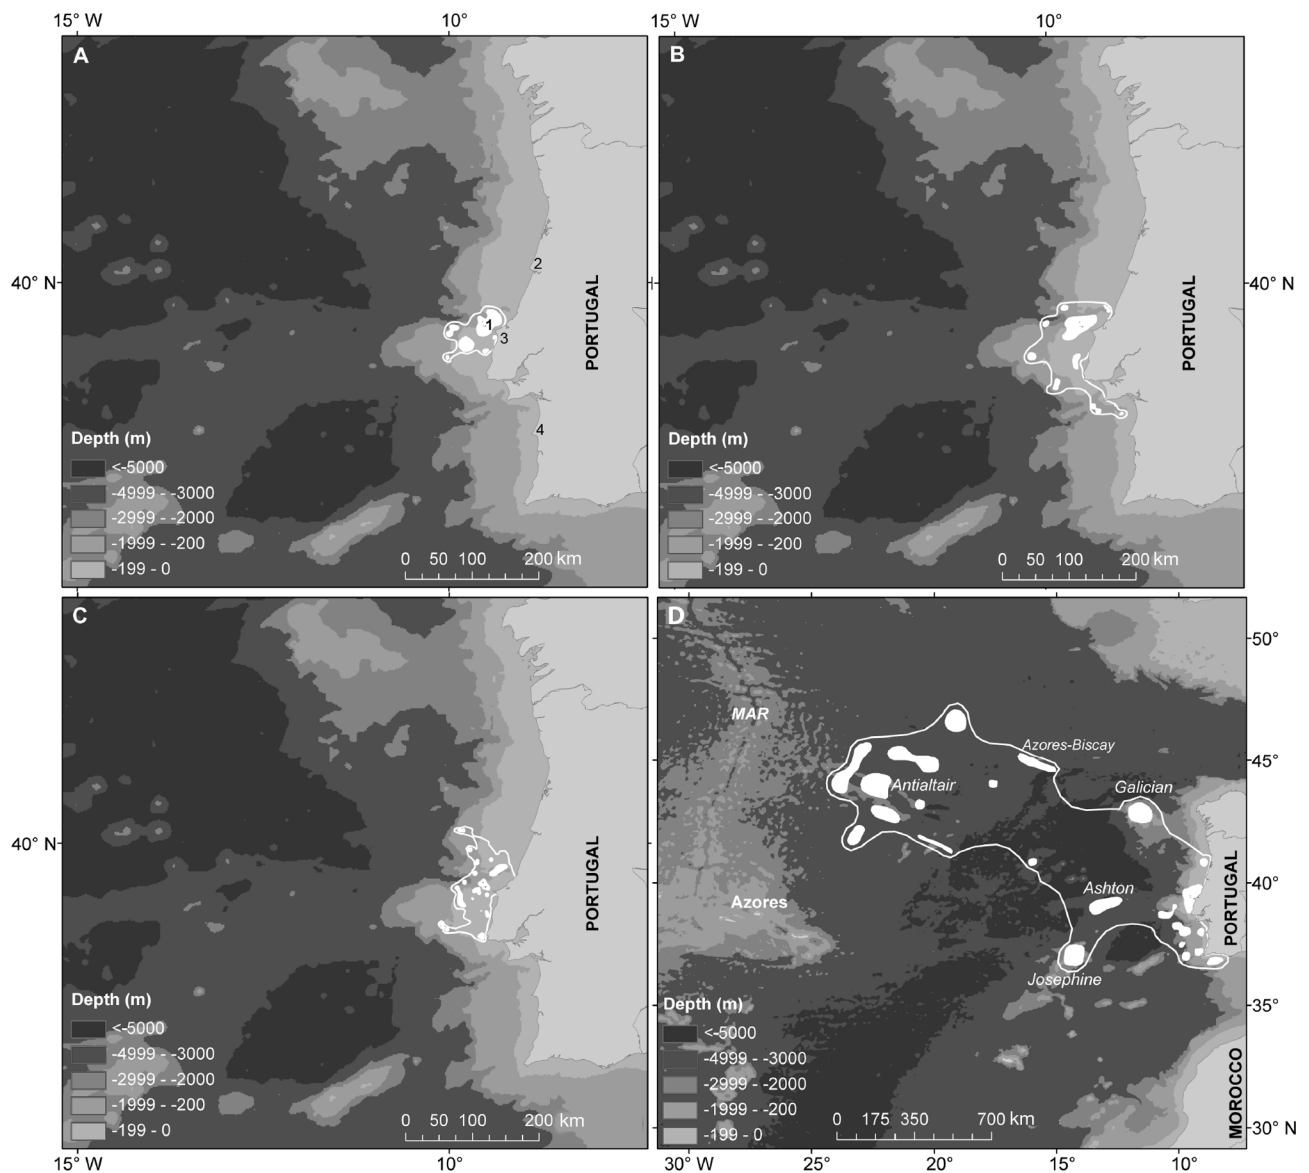 15° W 10° 15° W 10°
A
B
40° N
40° N
2
1
3
4
PORTUGAL
PORTUGAL
Depth (m)
<-5000
-4999 - -3000
-2999 - -2000
-1999 - -200
-199 - 0
0 50 100 200 km
Depth (m)
<-5000
-4999 - -3000
-2999 - -2000
-1999 - -200
-199 - 0
0 50 100 200 km
C
40° N
PORTUGAL
Depth (m)
<-5000
-4999 - -3000
-2999 - -2000
-1999 - -200
-199 - 0
0 50 100 200 km
15° W 10°
D
50°
MAR
Azores-Biscay
45°
Antialtair
Galician
Ashton
40°
Azores
PORTUGAL
Josephine
35°
Depth (m)
<-5000
-4999 - -3000
-2999 - -2000
-1999 - -200
-199 - 0
0 175 350 700 km
MOROCCO
30° N
30° W 25° 20° 15° 10°